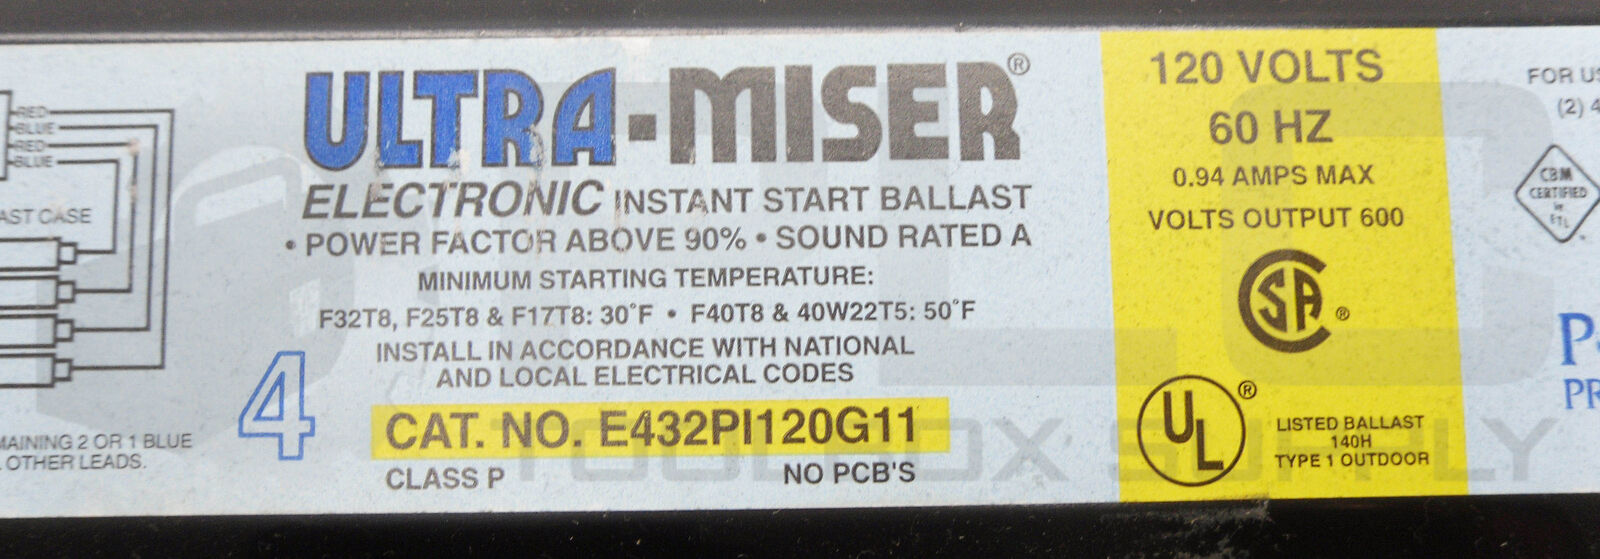 RED
BLUE
RED
BLUE
AST CASE
MAINING 2 OR 1 BLUE
OTHER LEADS.
ULTRA-MISER®
ELECTRONIC INSTANT START BALLAST
• POWER FACTOR ABOVE 90% • SOUND RATED A
MINIMUM STARTING TEMPERATURE:
F32T8, F25T8 & F17T8: 30°F • F40T8 & 40W22T5: 50°F
INSTALL IN ACCORDANCE WITH NATIONAL
AND LOCAL ELECTRICAL CODES
4
CAT. NO. E432PI120G11
CLASS P NO PCB'S
120 VOLTS
60 HZ
0.94 AMPS MAX
VOLTS OUTPUT 600
SA ®
UL ®
LISTED BALLAST
140H
TYPE 1 OUTDOOR
FOR US
(2) 4
CBM
CERTIFIED
by
ETL
P
PR
TOOLBOX SUPPLY